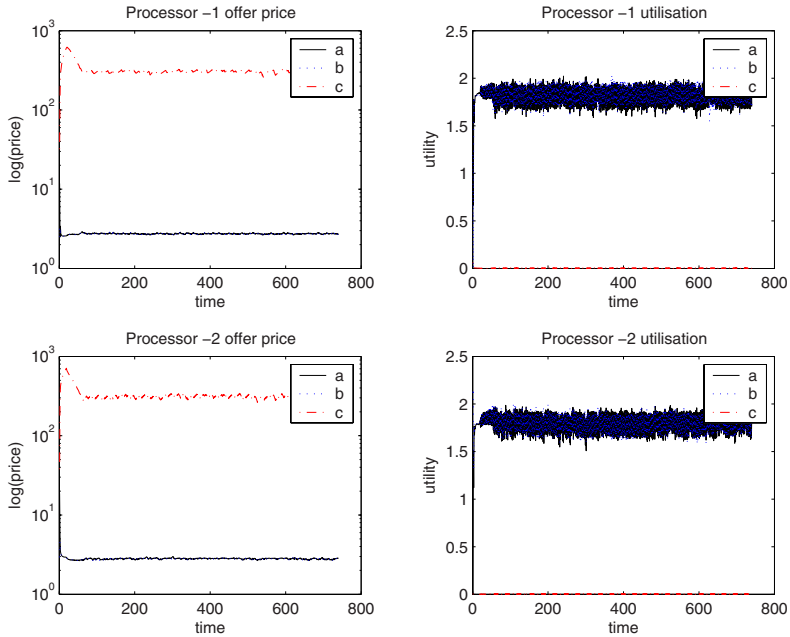 Processor -1 offer price
10^3
10^2
10^1
10^0
log(price)
0 200 400 600 800
time
a
b
c
Processor -1 utilisation
2.5
2
1.5
1
0.5
0
utility
0 200 400 600 800
time
a
b
c
Processor -2 offer price
10^3
10^2
10^1
10^0
log(price)
0 200 400 600 800
time
a
b
c
Processor -2 utilisation
2.5
2
1.5
1
0.5
0
utility
0 200 400 600 800
time
a
b
c